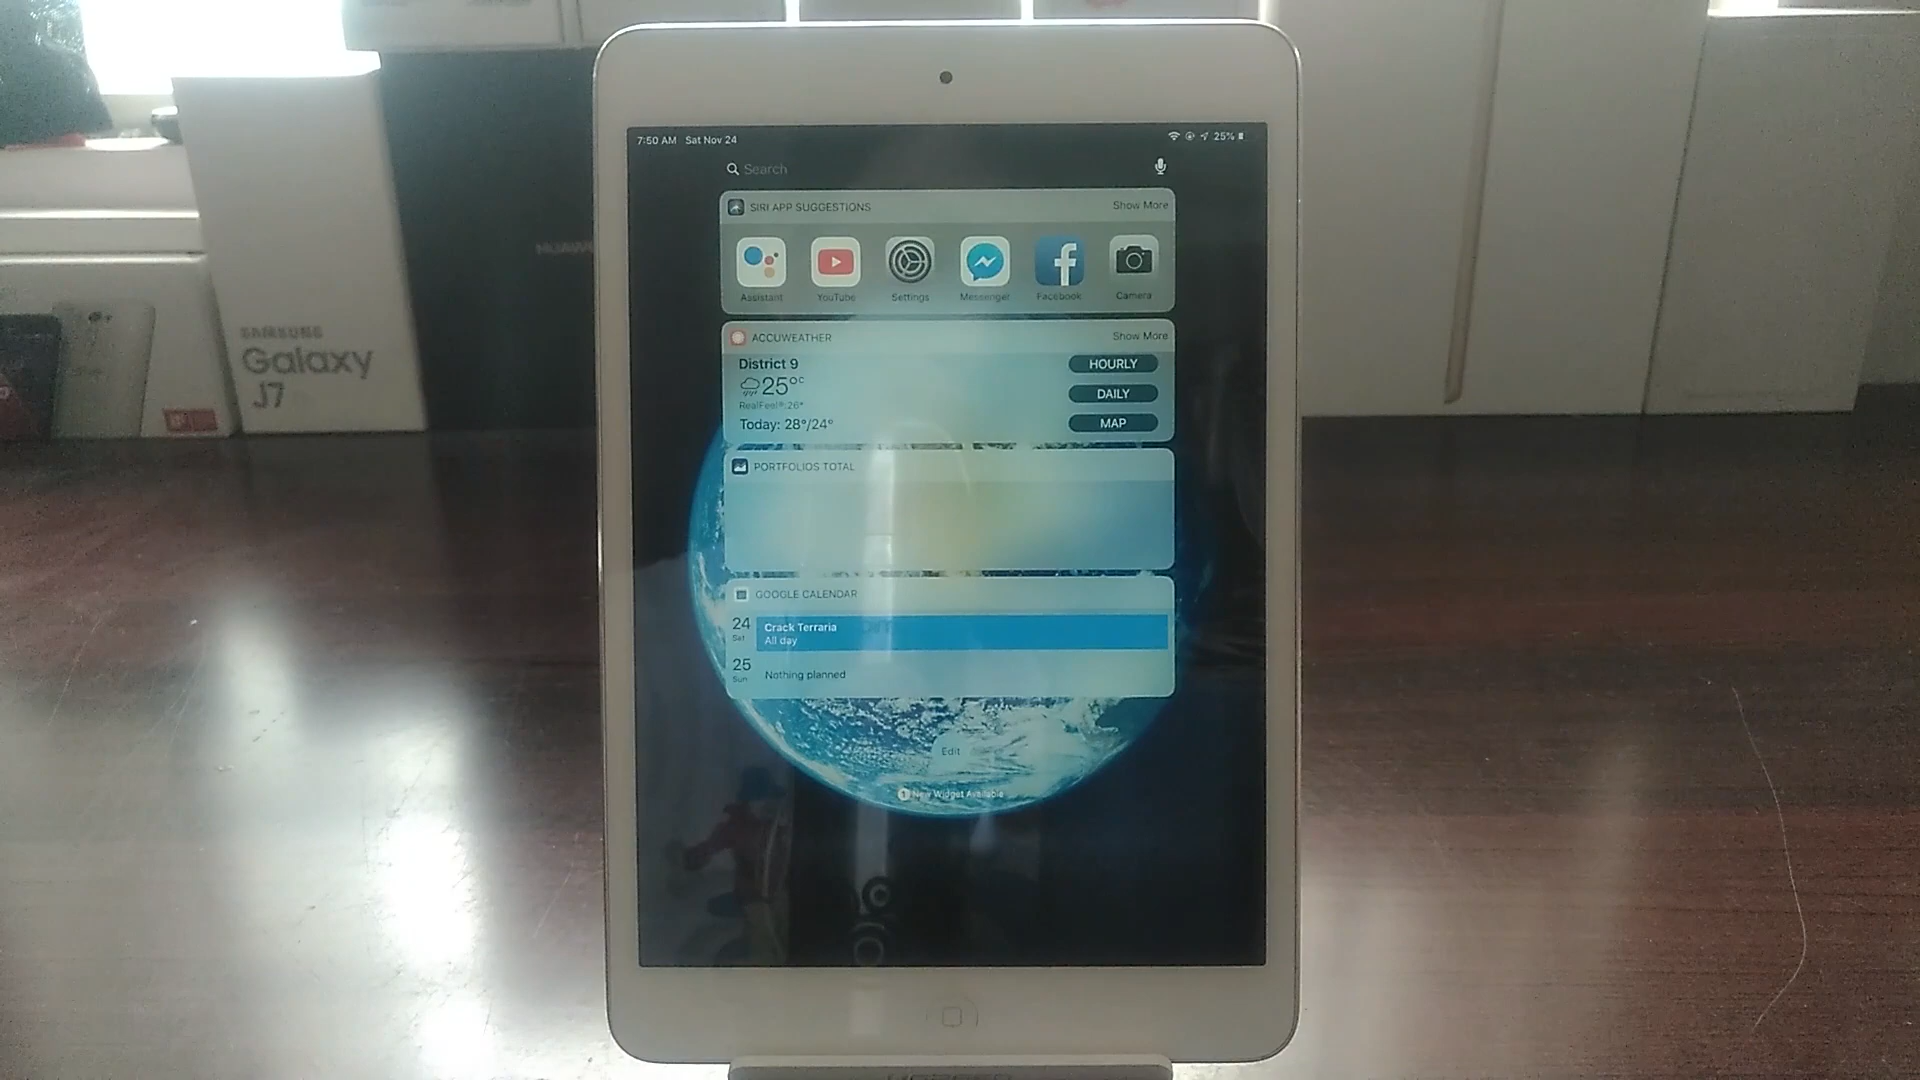 7:50 AM Sat Nov 24
25%
Search
SIRI APP SUGGESTIONS Show More
Assistant YouTube Settings Messenger Facebook Camera
ACCUWEATHER Show More
District 9 HOURLY
25°C
RealFeel®:26° DAILY
Today: 28°/24° MAP
PORTFOLIOS TOTAL
GOOGLE CALENDAR
24 Crack Terraria
Sat All day
25 Nothing planned
Sun
Edit
1 New Widget Available
SAMSUNG
Galaxy
J7